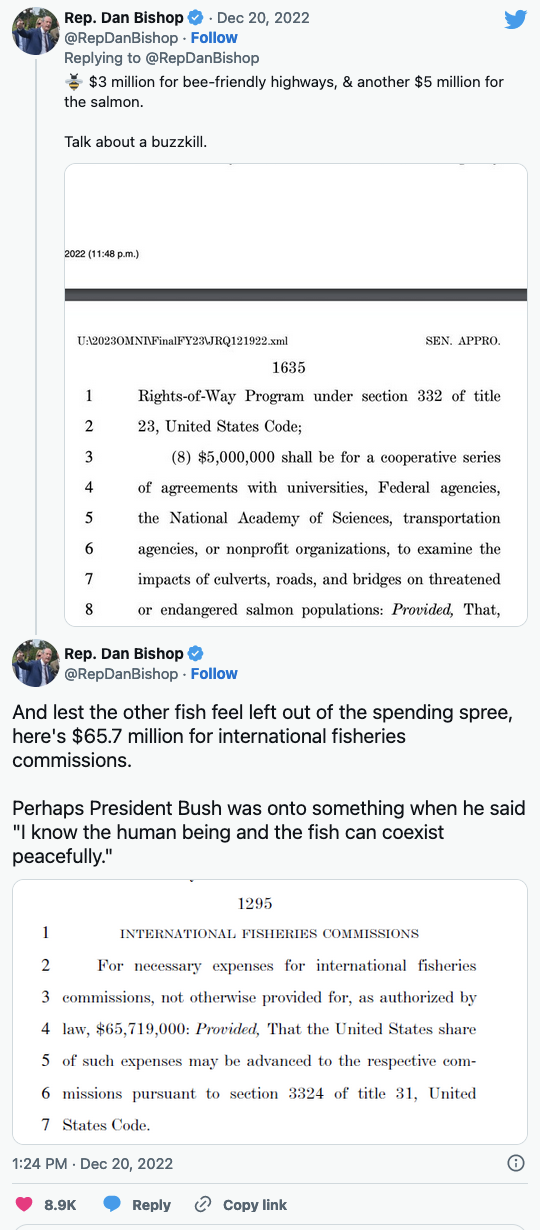 Rep. Dan Bishop · Dec 20, 2022
@RepDanBishop · Follow
Replying to @RepDanBishop
🐝 $3 million for bee-friendly highways, & another $5 million for
the salmon.
Talk about a buzzkill.
2022 (11:48 p.m.)
U:\2023OMNI\FinalFY23\JRQ121922.xml SEN. APPRO.
1635
1 Rights-of-Way Program under section 332 of title
2 23, United States Code;
3 (8) $5,000,000 shall be for a cooperative series
4 of agreements with universities, Federal agencies,
5 the National Academy of Sciences, transportation
6 agencies, or nonprofit organizations, to examine the
7 impacts of culverts, roads, and bridges on threatened
8 or endangered salmon populations: Provided, That,
Rep. Dan Bishop
@RepDanBishop · Follow
And lest the other fish feel left out of the spending spree,
here's $65.7 million for international fisheries
commissions.
Perhaps President Bush was onto something when he said
"I know the human being and the fish can coexist
peacefully."
1295
1 INTERNATIONAL FISHERIES COMMISSIONS
2 For necessary expenses for international fisheries
3 commissions, not otherwise provided for, as authorized by
4 law, $65,719,000: Provided, That the United States share
5 of such expenses may be advanced to the respective com-
6 missions pursuant to section 3324 of title 31, United
7 States Code.
1:24 PM · Dec 20, 2022
8.9K Reply Copy link